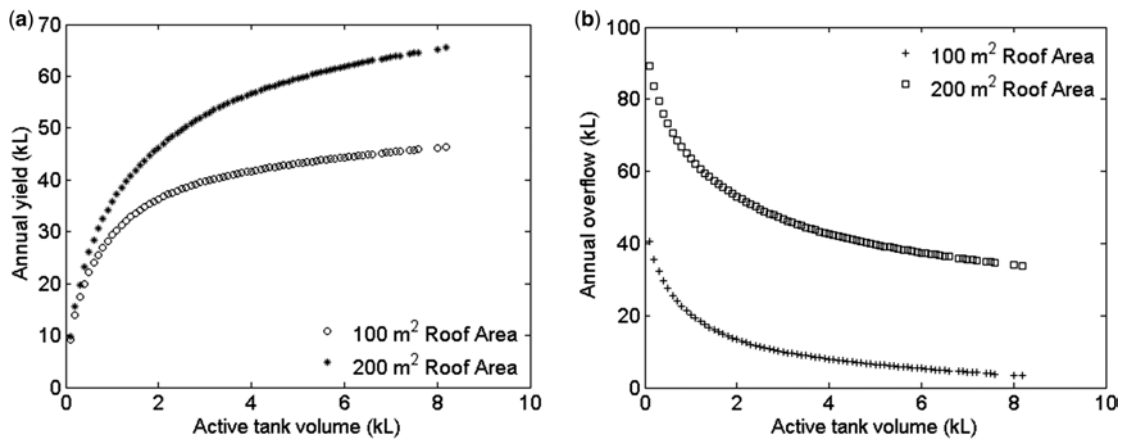 (a)
Annual yield (kL)
70
60
50
40
30
20
10
0
0 2 4 6 8 10
Active tank volume (kL)
100 m² Roof Area
200 m² Roof Area
(b)
Annual overflow (kL)
100
80
60
40
20
0
0 2 4 6 8 10
Active tank volume (kL)
100 m² Roof Area
200 m² Roof Area